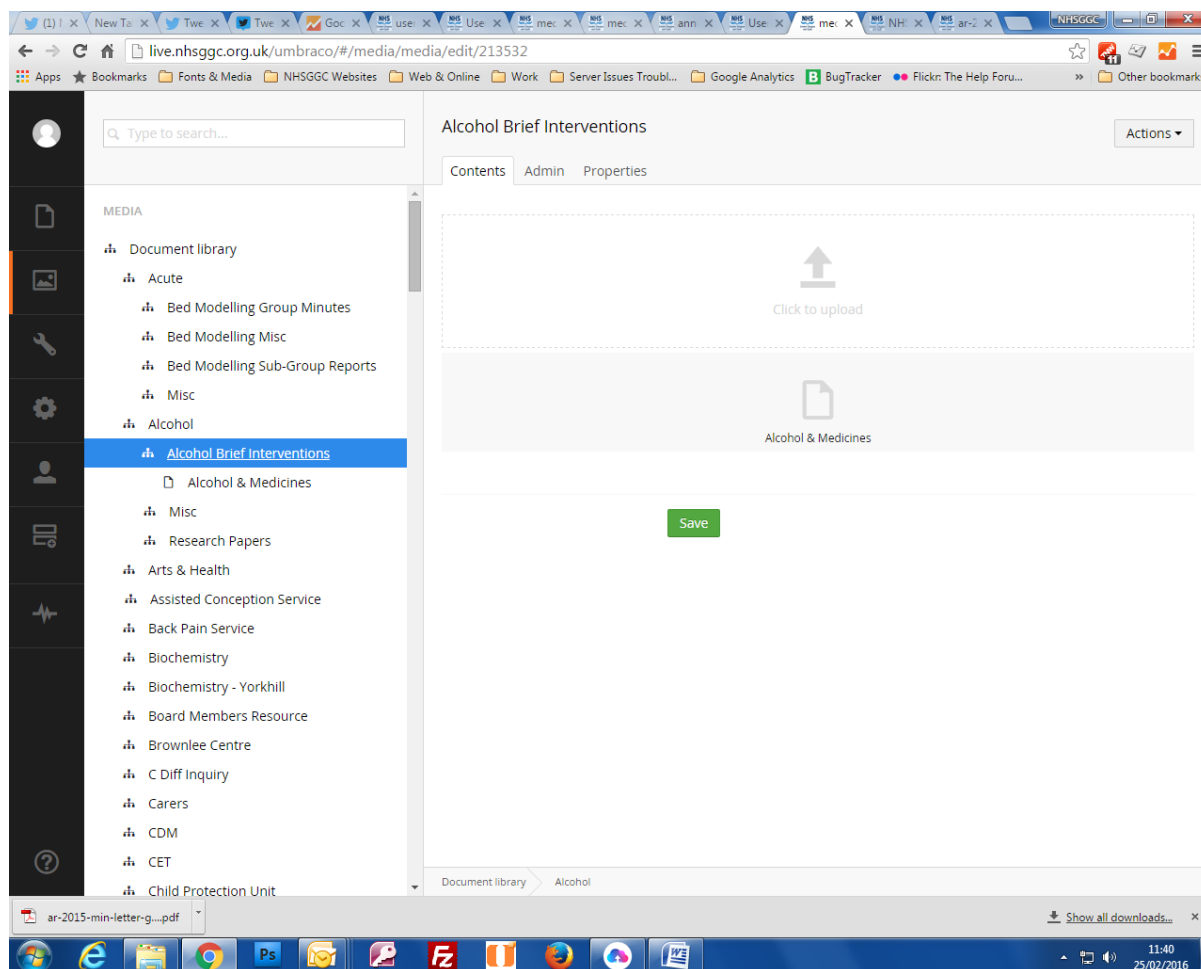 (1) New Ta Twe Twe Goo use Use mec mec ann Use mec NH! ar-2 NHSGGC
live.nhsggc.org.uk/umbraco/#/media/media/edit/213532
11
Apps Bookmarks Fonts & Media NHSGGC Websites Web & Online Work Server Issues Troubl... Google Analytics B BugTracker Flickr: The Help Foru... » Other bookmark
Type to search...
Alcohol Brief Interventions
Actions
Contents Admin Properties
MEDIA
Document library
Acute
Bed Modelling Group Minutes
Bed Modelling Misc
Bed Modelling Sub-Group Reports
Misc
Alcohol
Alcohol Brief Interventions
Alcohol & Medicines
Misc
Research Papers
Arts & Health
Assisted Conception Service
Back Pain Service
Biochemistry
Biochemistry - Yorkhill
Board Members Resource
Brownlee Centre
C Diff Inquiry
Carers
CDM
CET
Child Protection Unit
Click to upload
Alcohol & Medicines
Save
Document library Alcohol
ar-2015-min-letter-g....pdf
Show all downloads...
Ps
11:40
25/02/2016